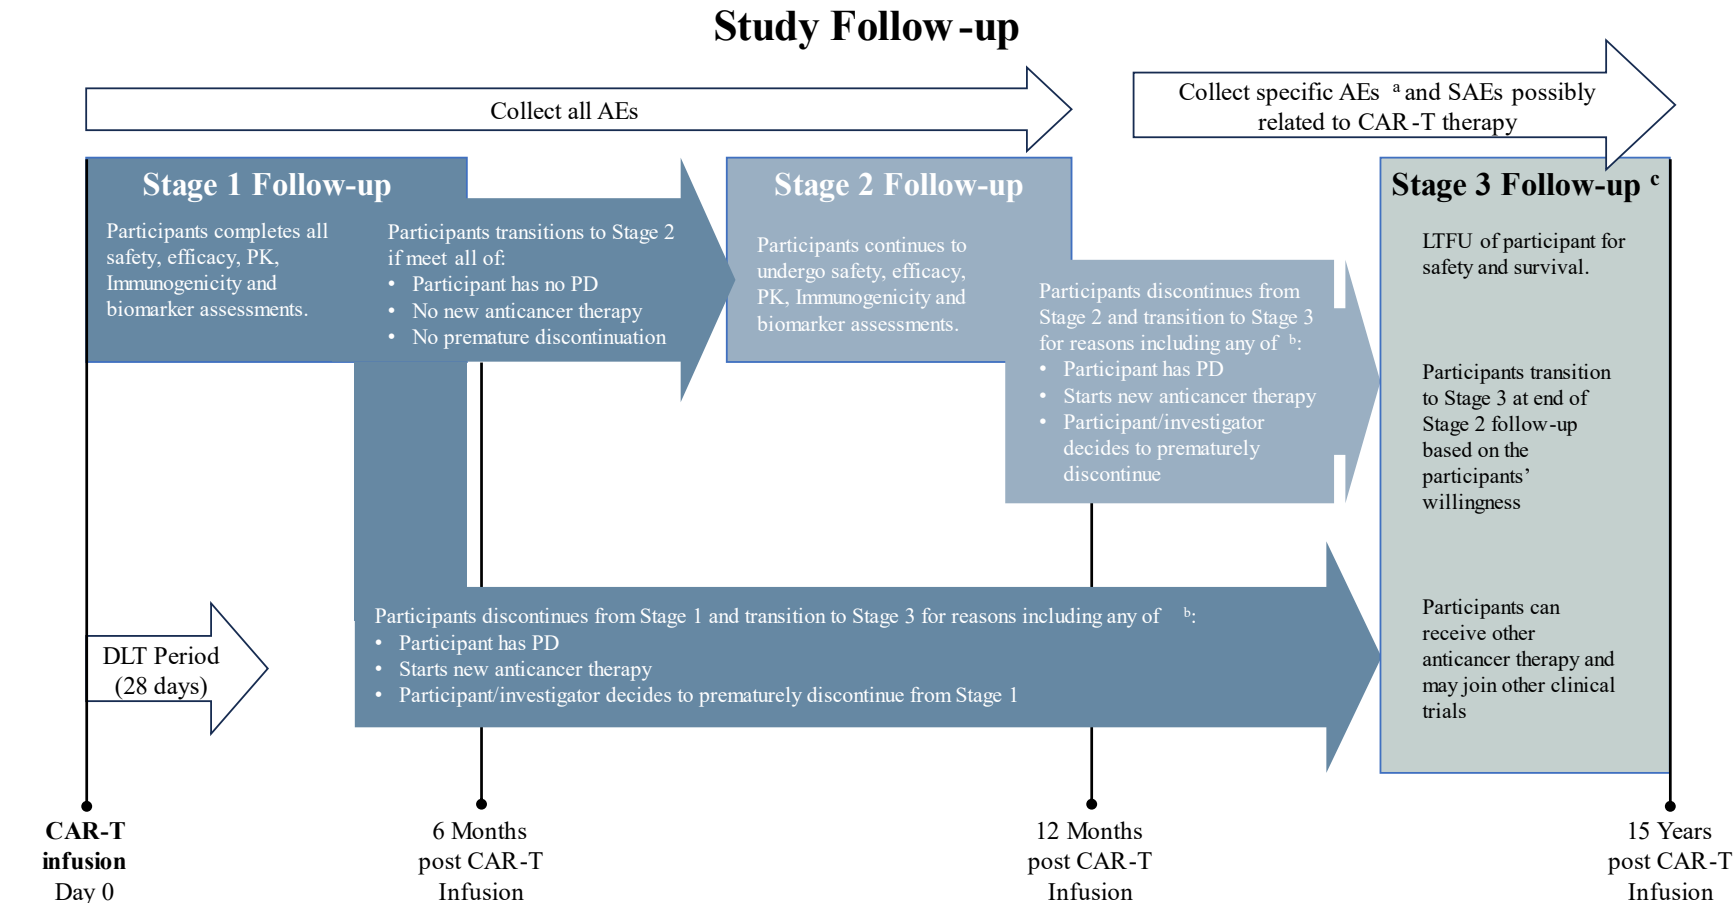 Study Follow-up
Collect all AEs
Collect specific AEs a and SAEs possibly
related to CAR-T therapy
Stage 1 Follow-up
Participants completes all
safety, efficacy, PK,
Immunogenicity and
biomarker assessments.
Participants transitions to Stage 2
if meet all of:
• Participant has no PD
• No new anticancer therapy
• No premature discontinuation
Stage 2 Follow-up
Participants continues to
undergo safety, efficacy,
PK, Immunogenicity and
biomarker assessments.
Participants discontinues from
Stage 2 and transition to Stage 3
for reasons including any of b:
• Participant has PD
• Starts new anticancer therapy
• Participant/investigator
decides to prematurely
discontinue
Stage 3 Follow-up c
LTFU of participant for
safety and survival.
Participants transition
to Stage 3 at end of
Stage 2 follow-up
based on the
participants’
willingness
Participants can
receive other
anticancer therapy and
may join other clinical
trials
Participants discontinues from Stage 1 and transition to Stage 3 for reasons including any of b:
• Participant has PD
• Starts new anticancer therapy
• Participant/investigator decides to prematurely discontinue from Stage 1
DLT Period
(28 days)
CAR-T
infusion
Day 0
6 Months
post CAR-T
Infusion
12 Months
post CAR-T
Infusion
15 Years
post CAR-T
Infusion